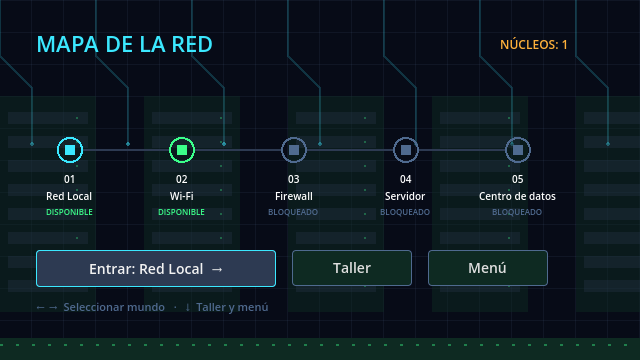 MAPA DE LA RED
NÚCLEOS: 1
01 02 03 04 05
Red Local Wi-Fi Firewall Servidor Centro de datos
DISPONIBLE DISPONIBLE BLOQUEADO BLOQUEADO BLOQUEADO
Entrar: Red Local → Taller Menú
← → Seleccionar mundo · ↓ Taller y menú